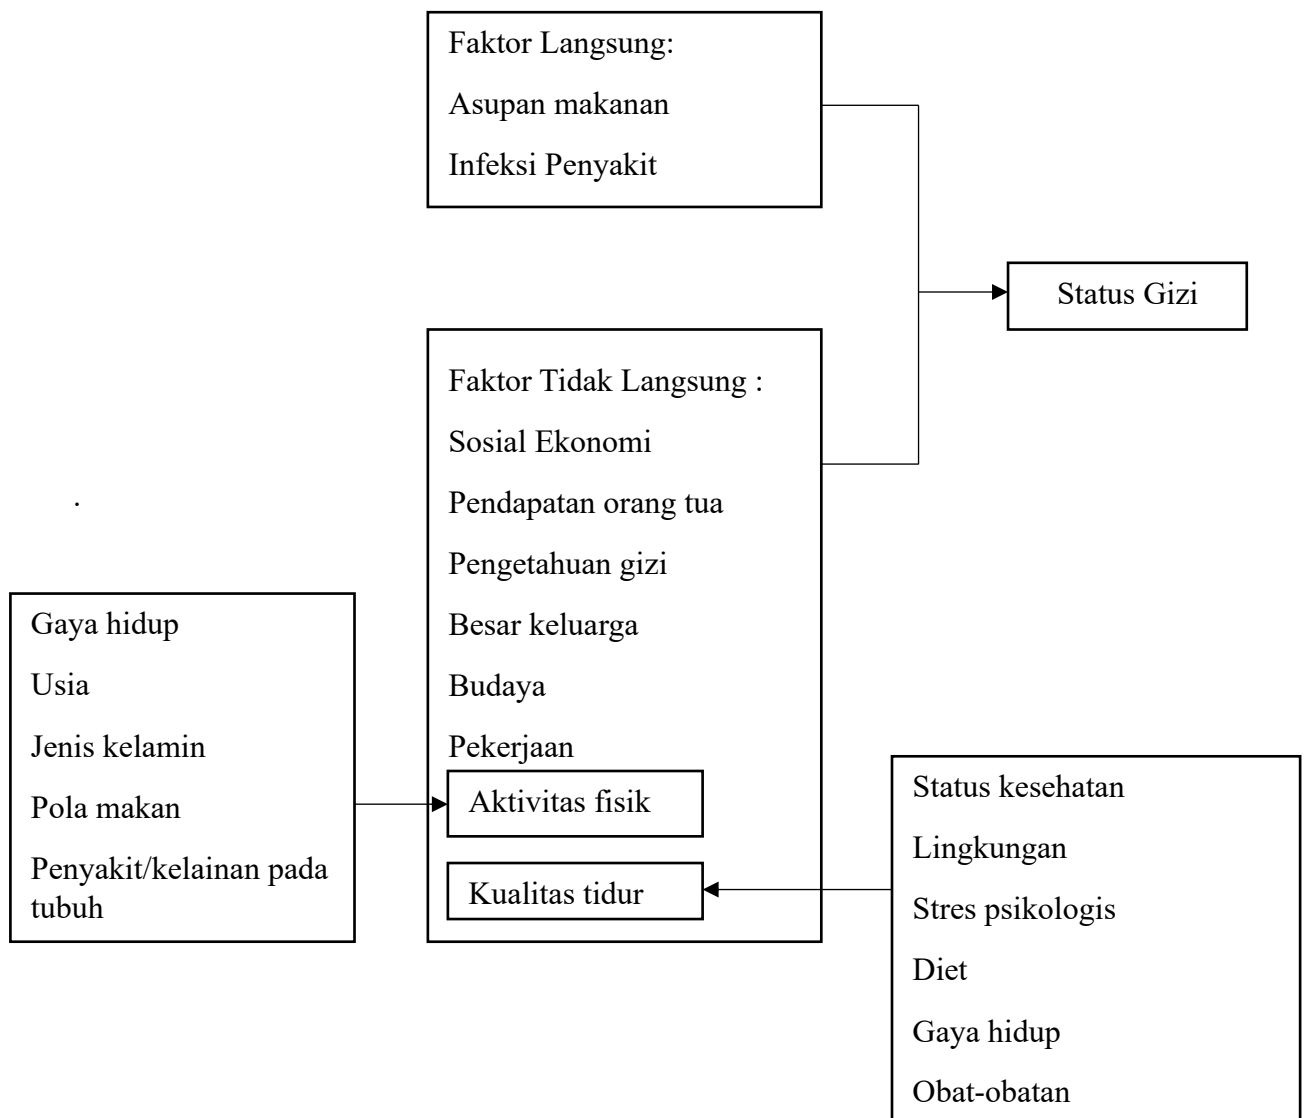 Faktor Langsung:
Asupan makanan
Infeksi Penyakit
Status Gizi
Faktor Tidak Langsung :
Sosial Ekonomi
Pendapatan orang tua
Pengetahuan gizi
Besar keluarga
Budaya
Pekerjaan
Aktivitas fisik
Kualitas tidur
.
Gaya hidup
Usia
Jenis kelamin
Pola makan
Penyakit/kelainan pada
tubuh
Status kesehatan
Lingkungan
Stres psikologis
Diet
Gaya hidup
Obat-obatan